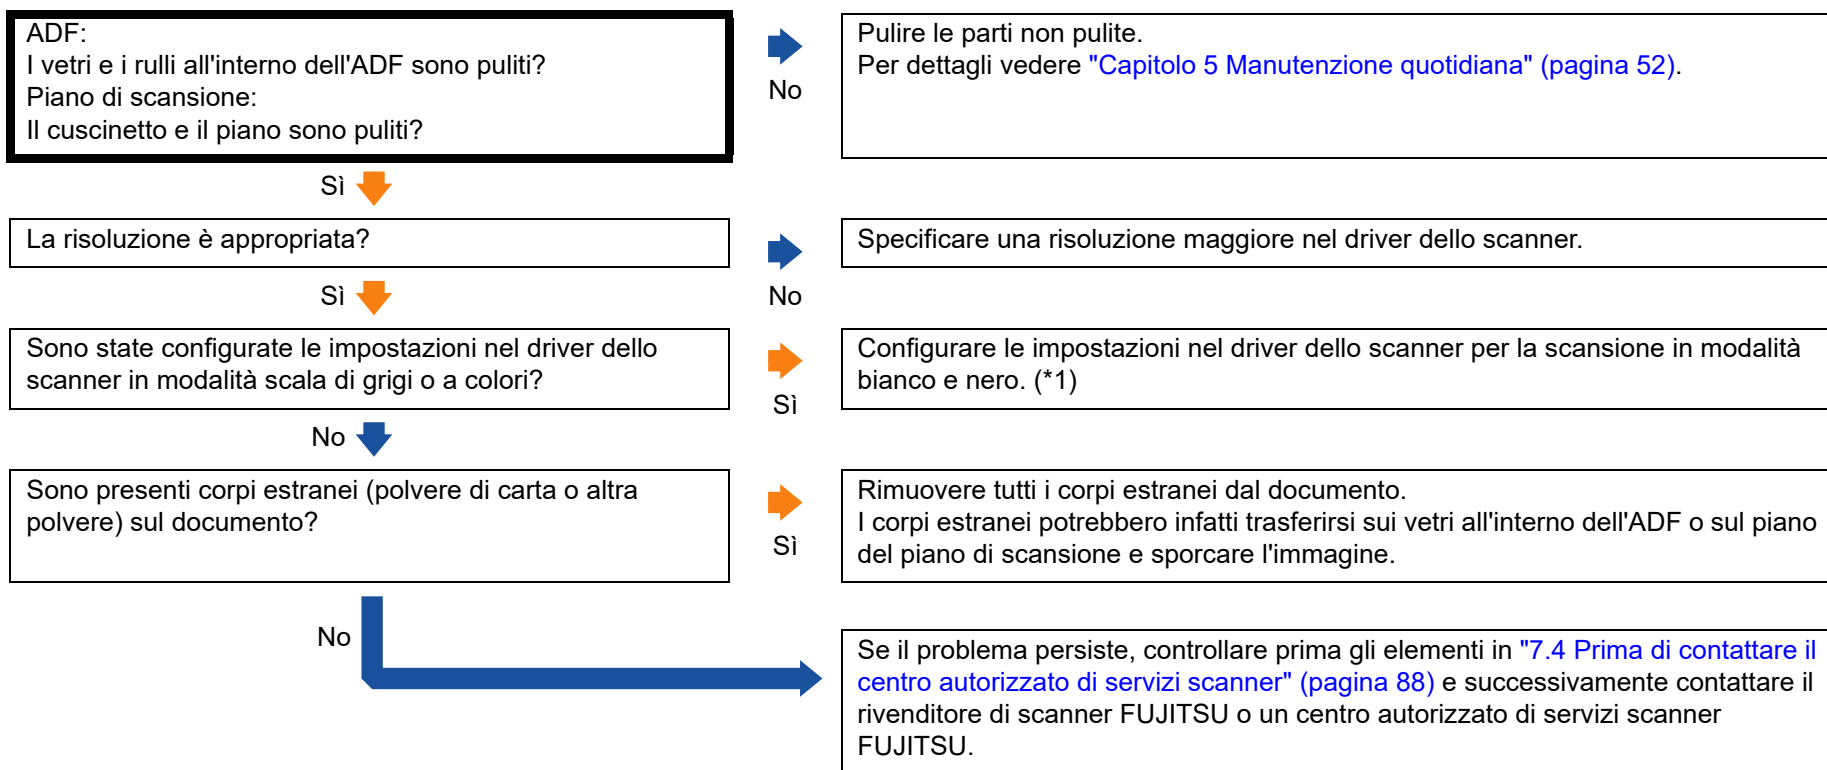 ADF:
I vetri e i rulli all'interno dell'ADF sono puliti?
Piano di scansione:
Il cuscinetto e il piano sono puliti?
No
Pulire le parti non pulite.
Per dettagli vedere "Capitolo 5 Manutenzione quotidiana" (pagina 52).
Sì
La risoluzione è appropriata?
No
Specificare una risoluzione maggiore nel driver dello scanner.
Sì
Sono state configurate le impostazioni nel driver dello
scanner in modalità scala di grigi o a colori?
Sì
Configurare le impostazioni nel driver dello scanner per la scansione in modalità
bianco e nero. (*1)
No
Sono presenti corpi estranei (polvere di carta o altra
polvere) sul documento?
Sì
Rimuovere tutti i corpi estranei dal documento.
I corpi estranei potrebbero infatti trasferirsi sui vetri all'interno dell'ADF o sul piano
del piano di scansione e sporcare l'immagine.
No
Se il problema persiste, controllare prima gli elementi in "7.4 Prima di contattare il
centro autorizzato di servizi scanner" (pagina 88) e successivamente contattare il
rivenditore di scanner FUJITSU o un centro autorizzato di servizi scanner
FUJITSU.